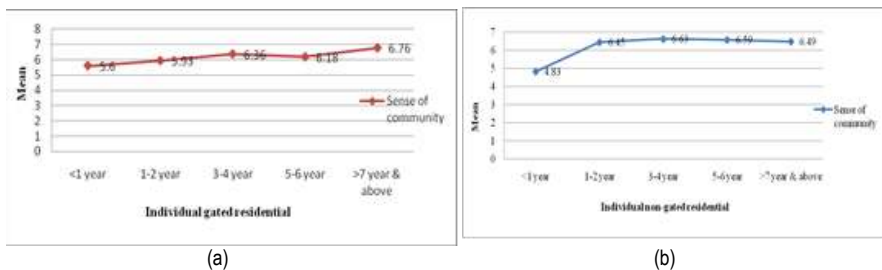 8
7
6
5
4
3
2
1
0
Mean
5.6
5.93
6.36
6.18
6.76
Sense of
community
<1 year
1-2 year
3-4 year
5-6 year
>7 year &
above
Individual gated residential
(a)
7
6
5
4
3
2
1
0
Mean
4.83
6.45
6.63
6.59
6.49
Sense of
community
<1 year
1-2 year
3-4 year
5-6 year
>7 year & above
Individual non-gated residential
(b)